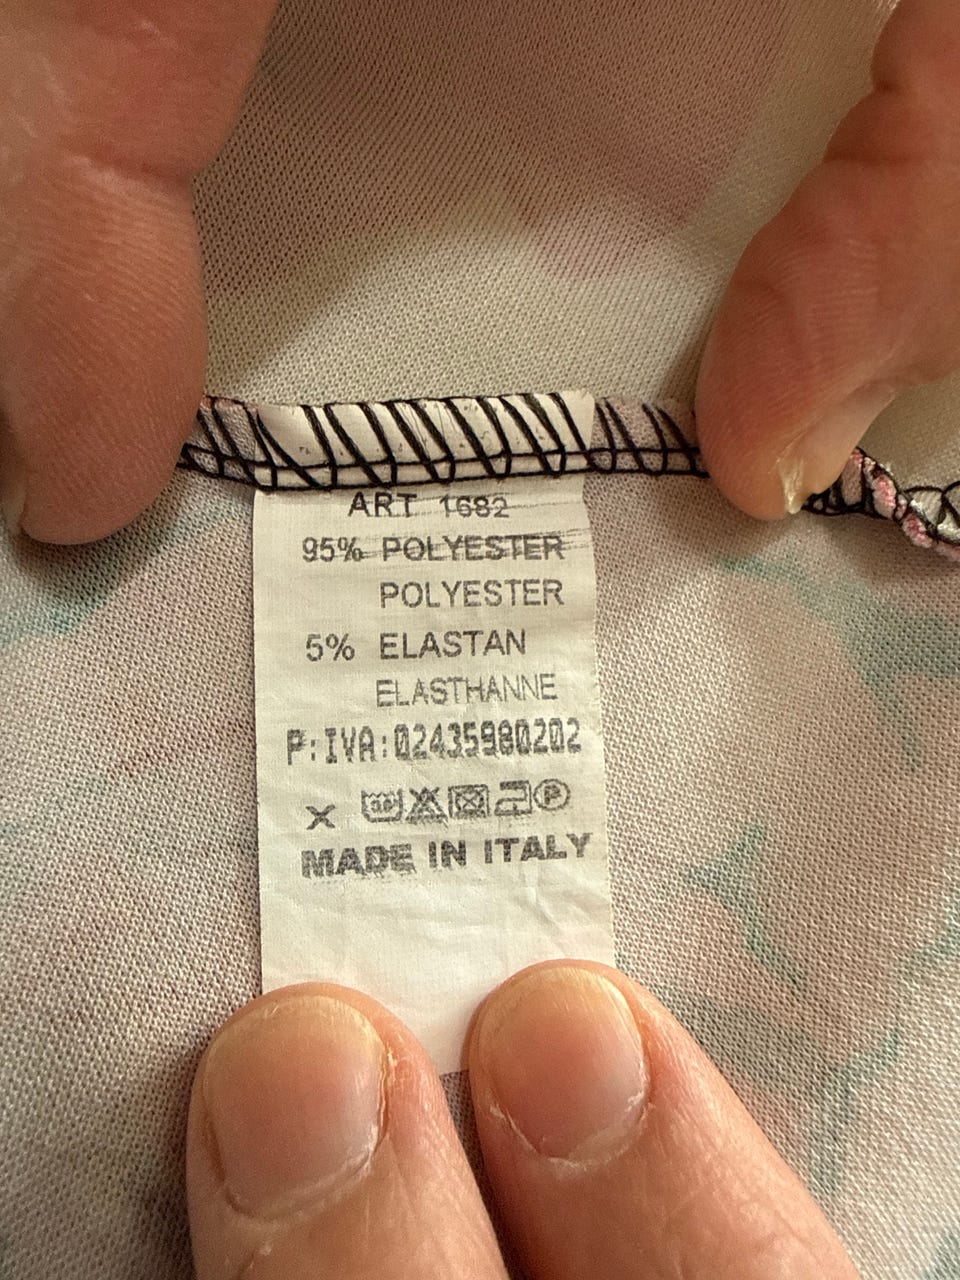 ART 1682
95% POLYESTER
POLYESTER
5% ELASTAN
ELASTHANNE
P:IVA:02435980202
X P
MADE IN ITALY